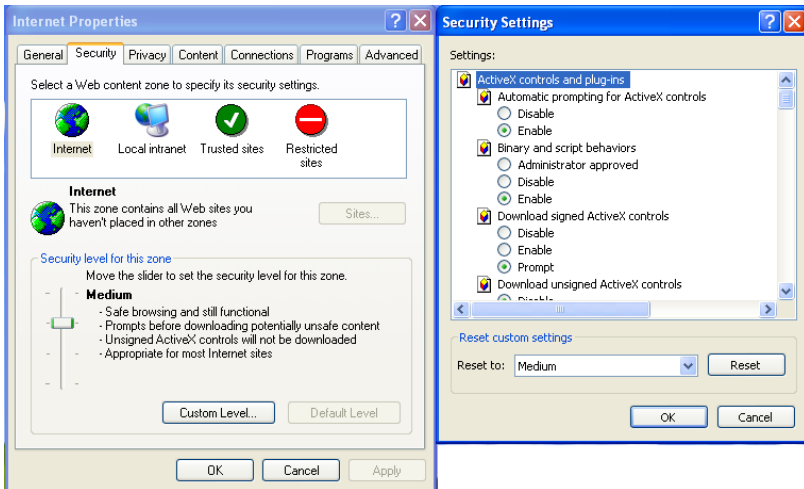 Internet Properties
General Security Privacy Content Connections Programs Advanced
Select a Web content zone to specify its security settings.
Internet Local intranet Trusted sites Restricted sites
Internet
This zone contains all Web sites you
haven't placed in other zones
Sites...
Security level for this zone
Move the slider to set the security level for this zone.
Medium
- Safe browsing and still functional
- Prompts before downloading potentially unsafe content
- Unsigned ActiveX controls will not be downloaded
- Appropriate for most Internet sites
Custom Level... Default Level
OK Cancel Apply
Security Settings
Settings:
ActiveX controls and plug-ins
Automatic prompting for ActiveX controls
Disable
Enable
Binary and script behaviors
Administrator approved
Disable
Enable
Download signed ActiveX controls
Disable
Enable
Prompt
Download unsigned ActiveX controls
Disable
Reset custom settings
Reset to: Medium Reset
OK Cancel